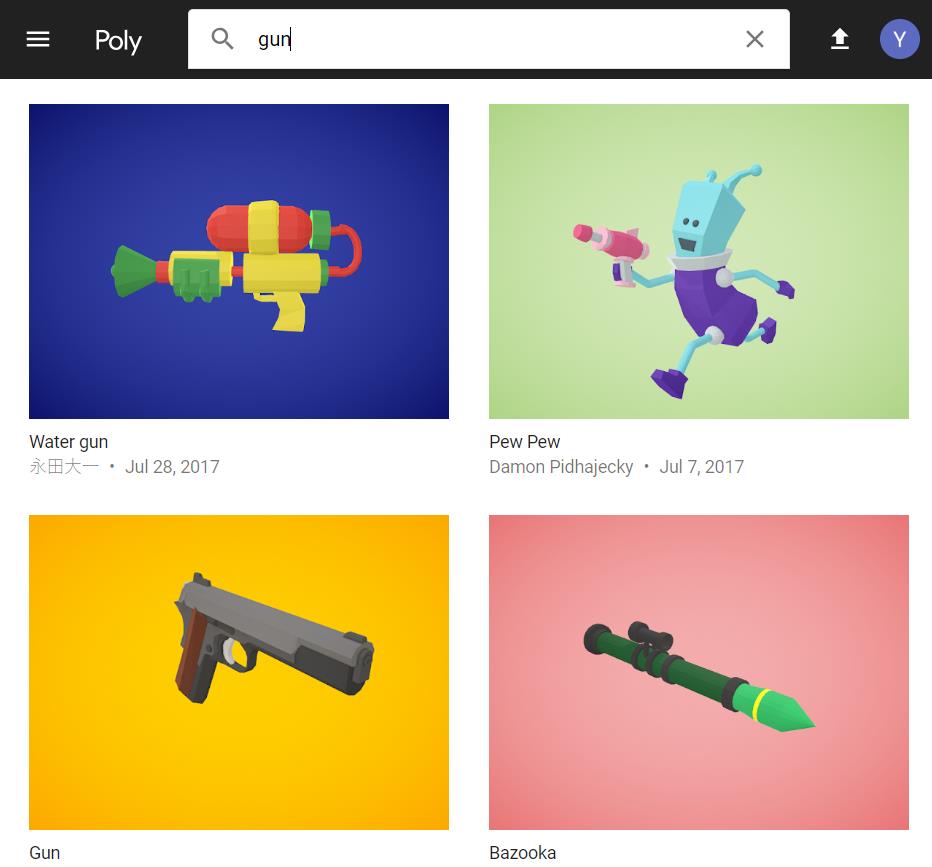 Poly
gun
Y
Water gun
永田大一 • Jul 28, 2017
Pew Pew
Damon Pidhajecky • Jul 7, 2017
Gun
Bazooka